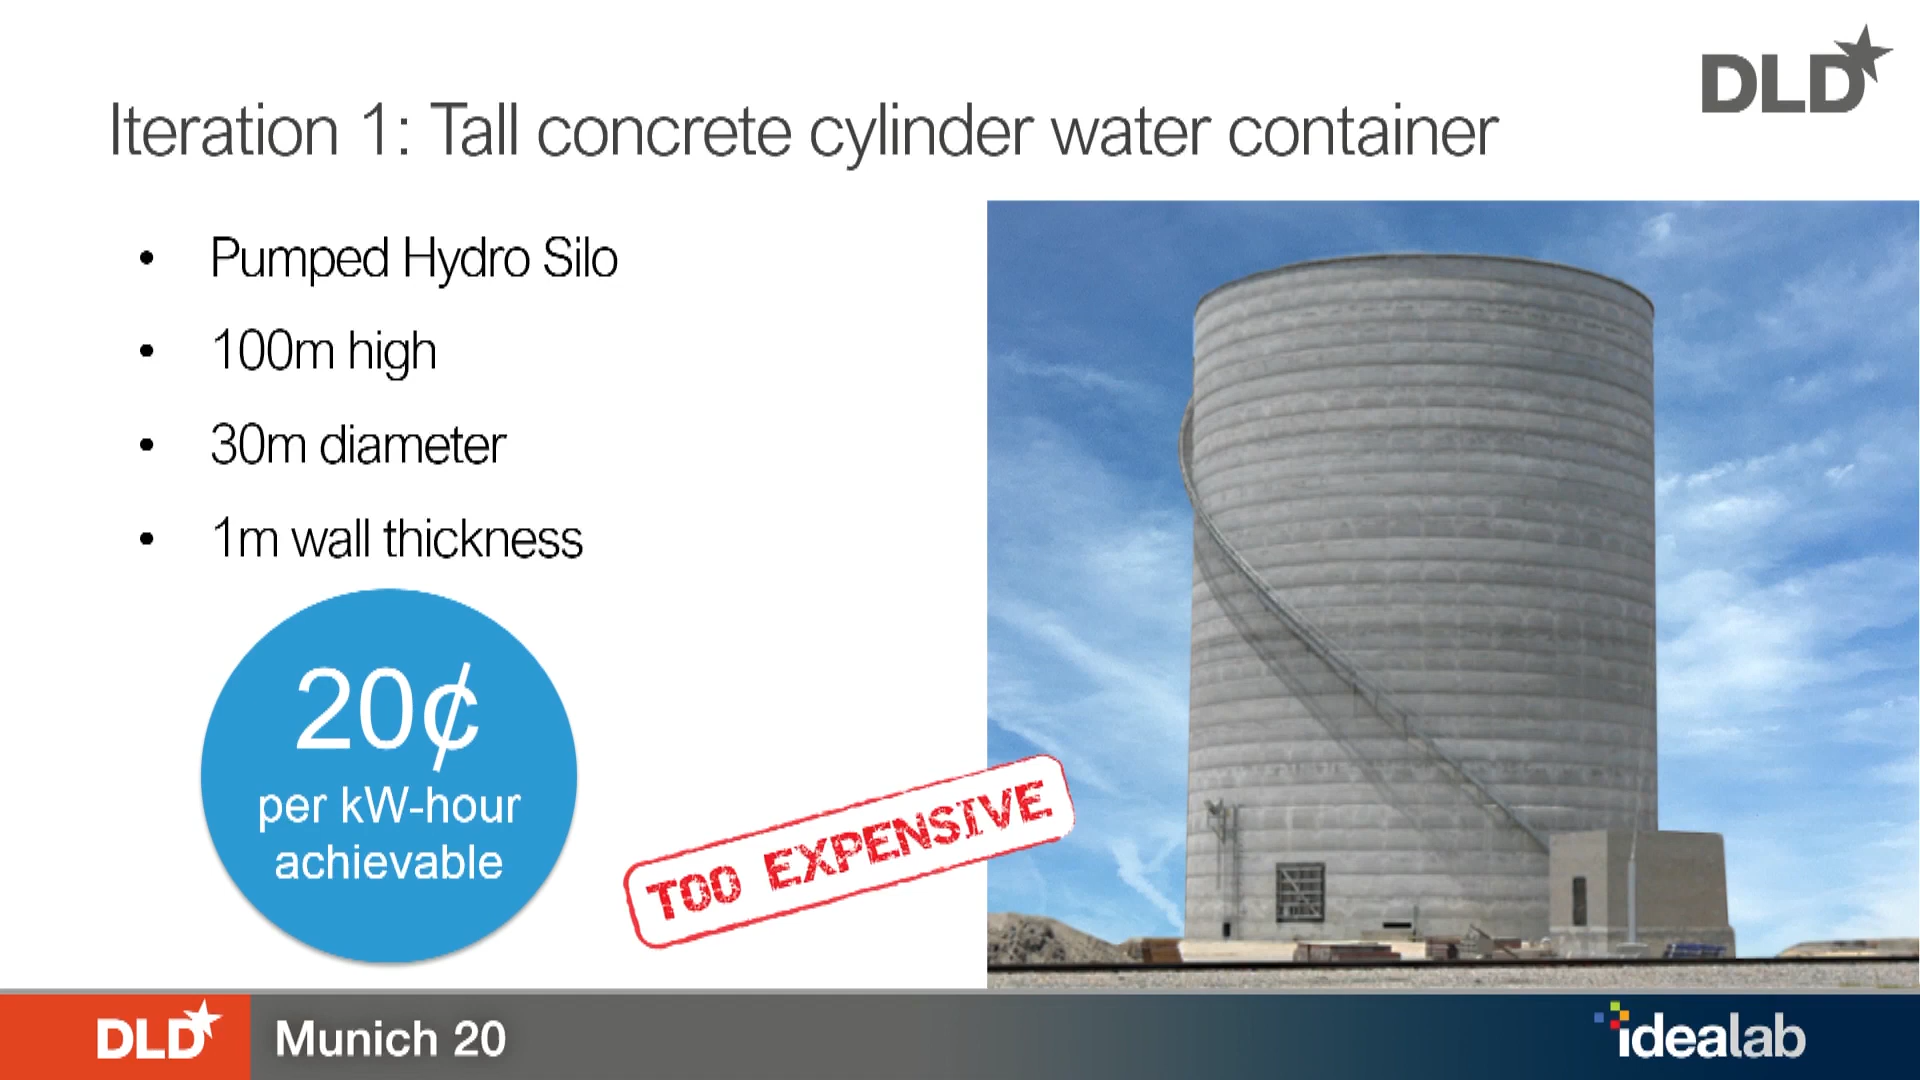 DLD
Iteration 1: Tall concrete cylinder water container
• Pumped Hydro Silo
• 100m high
• 30m diameter
• 1m wall thickness
20¢
per kW-hour
achievable
TOO EXPENSIVE
DLD Munich 20
idealab